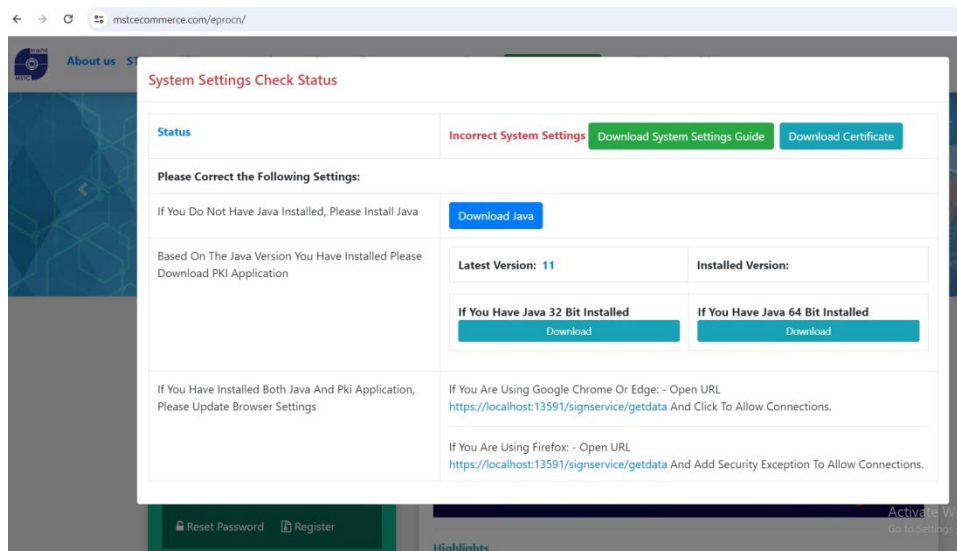 mstcecommerce.com/eprocn/
MSTC
About us ST
System Settings Check Status
Status
Incorrect System Settings Download System Settings Guide Download Certificate
Please Correct the Following Settings:
If You Do Not Have Java Installed, Please Install Java
Download Java
Based On The Java Version You Have Installed Please
Download PKI Application
Latest Version: 11 Installed Version:
If You Have Java 32 Bit Installed If You Have Java 64 Bit Installed
Download Download
If You Have Installed Both Java And Pki Application,
Please Update Browser Settings
If You Are Using Google Chrome Or Edge: - Open URL
https://localhost:13591/signservice/getdata And Click To Allow Connections.
If You Are Using Firefox: - Open URL
https://localhost:13591/signservice/getdata And Add Security Exception To Allow Connections.
Reset Password Register
Highlights
Activate W
Go to Settings